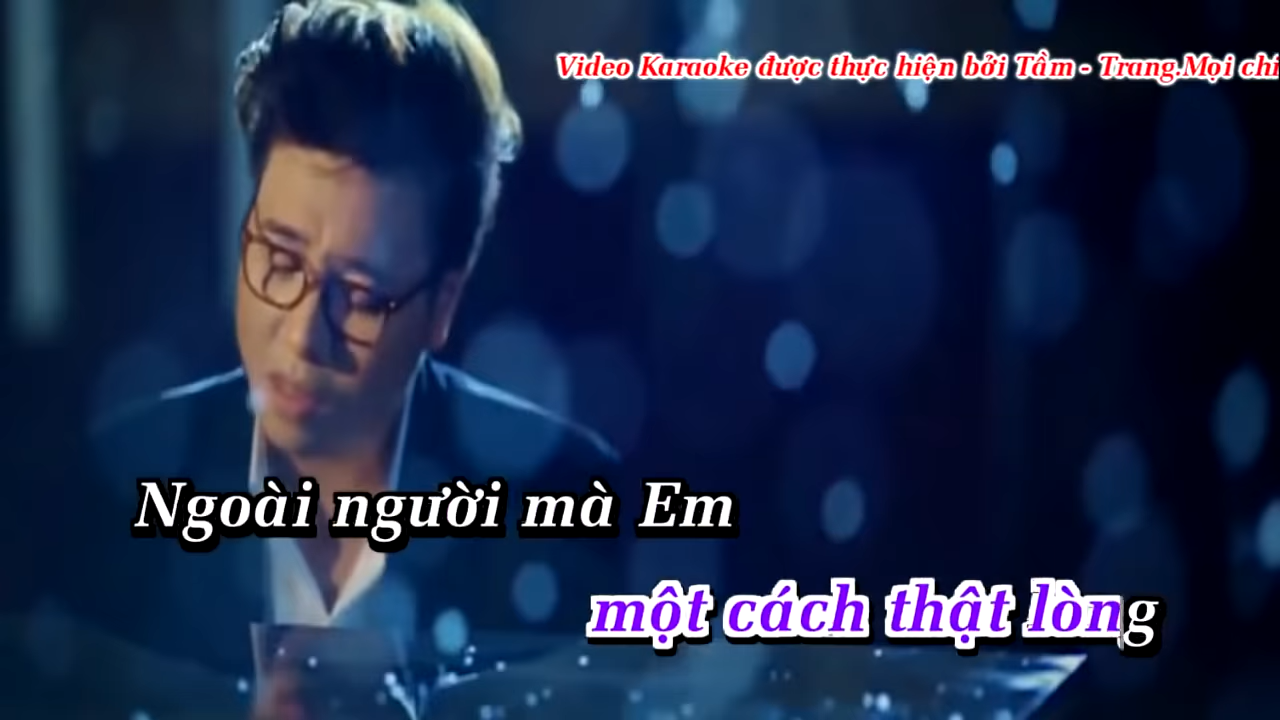 Video Karaoke được thực hiện bởi Tầm - Trang.Mọi chi
Ngoài người mà Em
một cách thật lòng